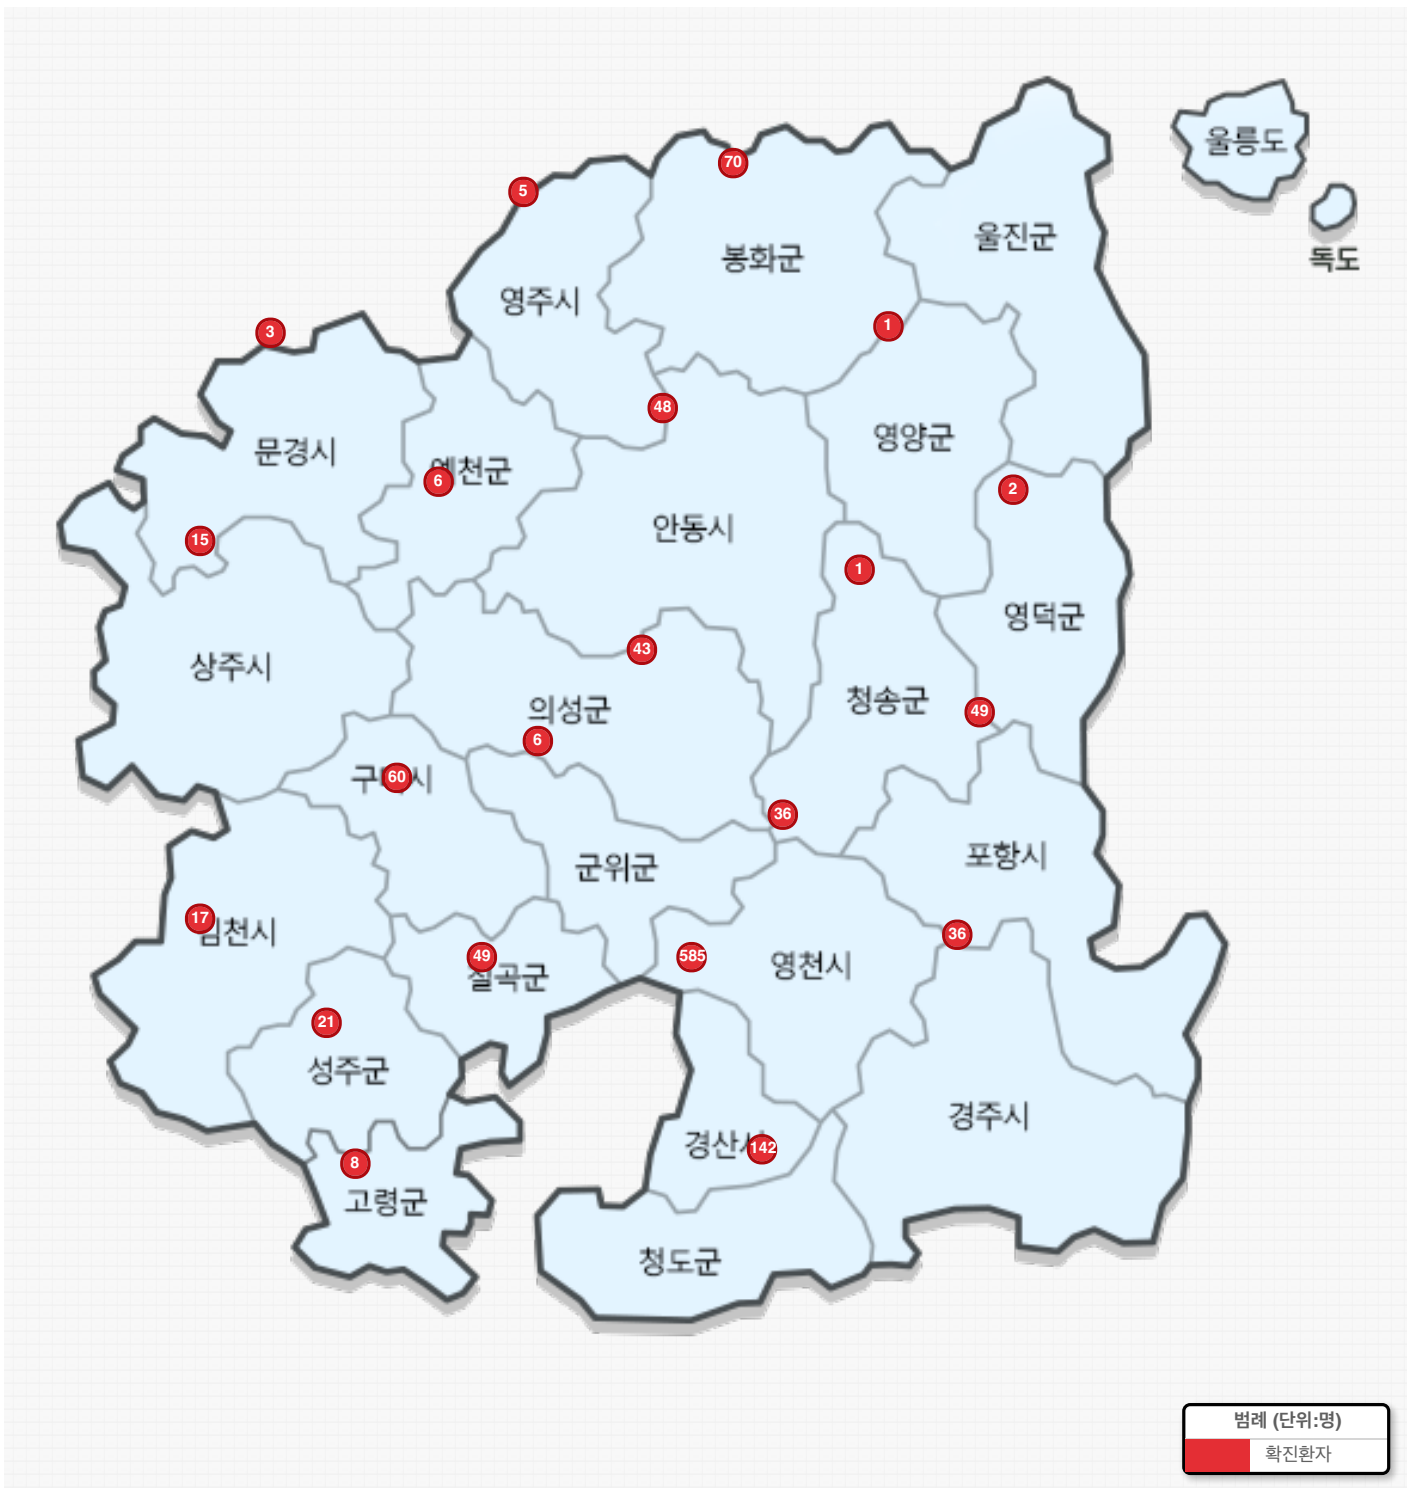 울릉도
70
5
울진군
봉화군
독도
영주시
1
3
48
영양군
문경시
예천군
6
2
안동시
15
1
영덕군
43
상주시
청송군
의성군
49
6
구미시
60
36
포항시
군위군
17
김천시
36
49
칠곡군
585
영천시
21
성주군
경주시
경산시
142
8
고령군
청도군
범례 (단위:명)
확진환자